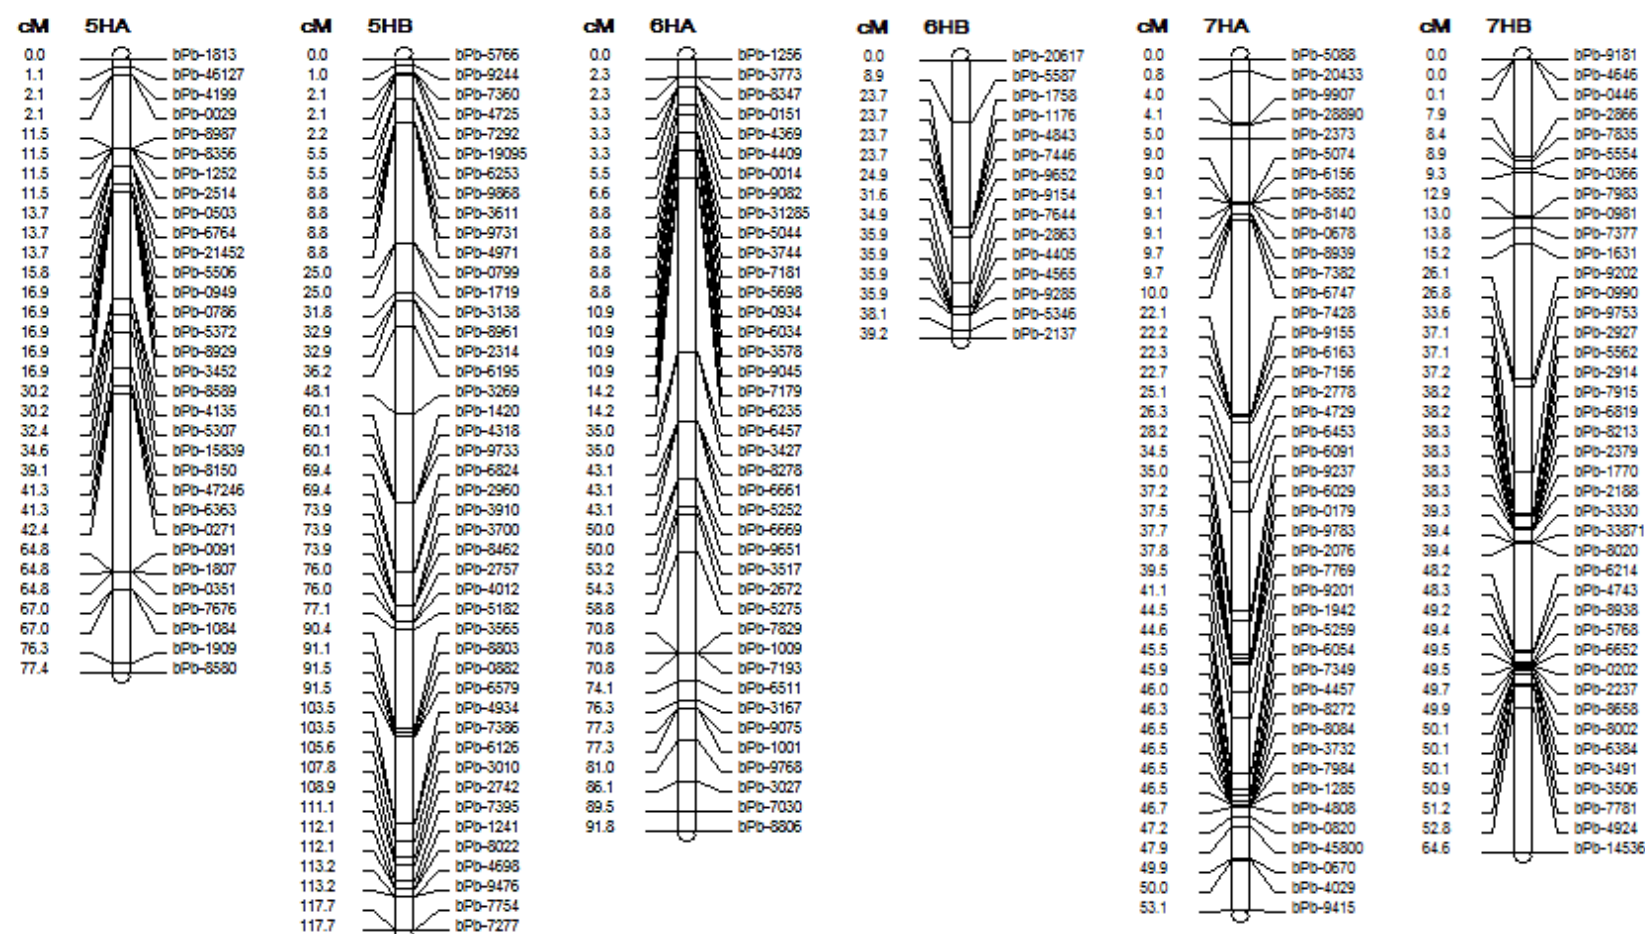 cM 5HA
0.0 bPb-1813
1.1 bPb-46127
2.1 bPb-4199
2.1 bPb-0029
11.5 bPb-8987
11.5 bPb-8356
11.5 bPb-1252
11.5 bPb-2514
13.7 bPb-0503
13.7 bPb-6764
13.7 bPb-21452
15.8 bPb-5506
16.9 bPb-0949
16.9 bPb-0786
16.9 bPb-5372
16.9 bPb-8929
16.9 bPb-3452
30.2 bPb-8589
30.2 bPb-4135
32.4 bPb-5307
34.6 bPb-15839
39.1 bPb-8150
41.3 bPb-47246
41.3 bPb-6363
42.4 bPb-0271
64.8 bPb-0091
64.8 bPb-1807
64.8 bPb-0351
67.0 bPb-7676
67.0 bPb-1084
76.3 bPb-1909
77.4 bPb-8580
cM 5HB
0.0 bPb-5766
1.0 bPb-9244
2.1 bPb-7360
2.1 bPb-4725
2.2 bPb-7292
5.5 bPb-19095
5.5 bPb-6253
8.8 bPb-9868
8.8 bPb-3611
8.8 bPb-9731
8.8 bPb-4971
25.0 bPb-0799
25.0 bPb-1719
31.8 bPb-3138
32.9 bPb-8961
32.9 bPb-2314
36.2 bPb-6195
48.1 bPb-3269
60.1 bPb-1420
60.1 bPb-4318
60.1 bPb-9733
69.4 bPb-6824
69.4 bPb-2960
73.9 bPb-3910
73.9 bPb-3700
73.9 bPb-8462
76.0 bPb-2757
76.0 bPb-4012
77.1 bPb-5182
90.4 bPb-3565
91.1 bPb-8803
91.5 bPb-0882
91.5 bPb-6579
103.5 bPb-4934
103.5 bPb-7386
105.6 bPb-6126
107.8 bPb-3010
108.9 bPb-2742
111.1 bPb-7395
112.1 bPb-1241
112.1 bPb-8022
113.2 bPb-4698
113.2 bPb-9476
117.7 bPb-7754
117.7 bPb-7277
cM 6HA
0.0 bPb-1256
2.3 bPb-3773
2.3 bPb-8347
3.3 bPb-0151
3.3 bPb-4369
3.3 bPb-4409
5.5 bPb-0014
6.6 bPb-9082
8.8 bPb-31285
8.8 bPb-5044
8.8 bPb-3744
8.8 bPb-7181
8.8 bPb-5698
10.9 bPb-0934
10.9 bPb-6034
10.9 bPb-3578
10.9 bPb-9045
14.2 bPb-7179
14.2 bPb-6235
35.0 bPb-6457
35.0 bPb-3427
43.1 bPb-8278
43.1 bPb-6661
43.1 bPb-5252
50.0 bPb-6669
50.0 bPb-9651
53.2 bPb-3517
54.3 bPb-2672
58.8 bPb-5275
70.8 bPb-7829
70.8 bPb-1009
70.8 bPb-7193
74.1 bPb-6511
76.3 bPb-3167
77.3 bPb-9075
77.3 bPb-1001
81.0 bPb-9768
86.1 bPb-3027
89.5 bPb-7030
91.8 bPb-8806
cM 6HB
0.0 bPb-20617
8.9 bPb-5587
23.7 bPb-1758
23.7 bPb-1176
23.7 bPb-4843
23.7 bPb-7446
24.9 bPb-9652
31.6 bPb-9154
34.9 bPb-7644
35.9 bPb-2863
35.9 bPb-4405
35.9 bPb-4565
35.9 bPb-9285
38.1 bPb-5346
39.2 bPb-2137
cM 7HA
0.0 bPb-5088
0.8 bPb-20433
4.0 bPb-9907
4.1 bPb-28890
5.0 bPb-2373
9.0 bPb-5074
9.0 bPb-6156
9.1 bPb-5852
9.1 bPb-8140
9.1 bPb-0678
9.7 bPb-8939
9.7 bPb-7382
10.0 bPb-6747
22.1 bPb-7428
22.2 bPb-9155
22.3 bPb-6163
22.7 bPb-7156
25.1 bPb-2778
26.3 bPb-4729
28.2 bPb-6453
34.5 bPb-6091
35.0 bPb-9237
37.2 bPb-6029
37.5 bPb-0179
37.7 bPb-9783
37.8 bPb-2076
39.5 bPb-7769
41.1 bPb-9201
44.5 bPb-1942
44.6 bPb-5259
45.5 bPb-6054
45.9 bPb-7349
46.0 bPb-4457
46.3 bPb-8272
46.5 bPb-8084
46.5 bPb-3732
46.5 bPb-7984
46.5 bPb-1285
46.7 bPb-4808
47.2 bPb-0820
47.9 bPb-45800
49.9 bPb-0670
50.0 bPb-4029
53.1 bPb-9415
cM 7HB
0.0 bPb-9181
0.0 bPb-4646
0.1 bPb-0446
7.9 bPb-2866
8.4 bPb-7835
8.9 bPb-5554
9.3 bPb-0366
12.9 bPb-7983
13.0 bPb-0981
13.8 bPb-7377
15.2 bPb-1631
26.1 bPb-9202
26.8 bPb-0990
33.6 bPb-9753
37.1 bPb-2927
37.1 bPb-5562
37.2 bPb-2914
38.2 bPb-7915
38.2 bPb-6819
38.3 bPb-8213
38.3 bPb-2379
38.3 bPb-1770
38.3 bPb-2188
39.3 bPb-3330
39.4 bPb-33871
39.4 bPb-8020
48.2 bPb-6214
48.3 bPb-4743
49.2 bPb-8938
49.4 bPb-5768
49.5 bPb-6652
49.5 bPb-0202
49.7 bPb-2237
49.9 bPb-8658
50.1 bPb-8002
50.1 bPb-6384
50.1 bPb-3491
50.9 bPb-3506
51.2 bPb-7781
52.8 bPb-4924
64.6 bPb-14536